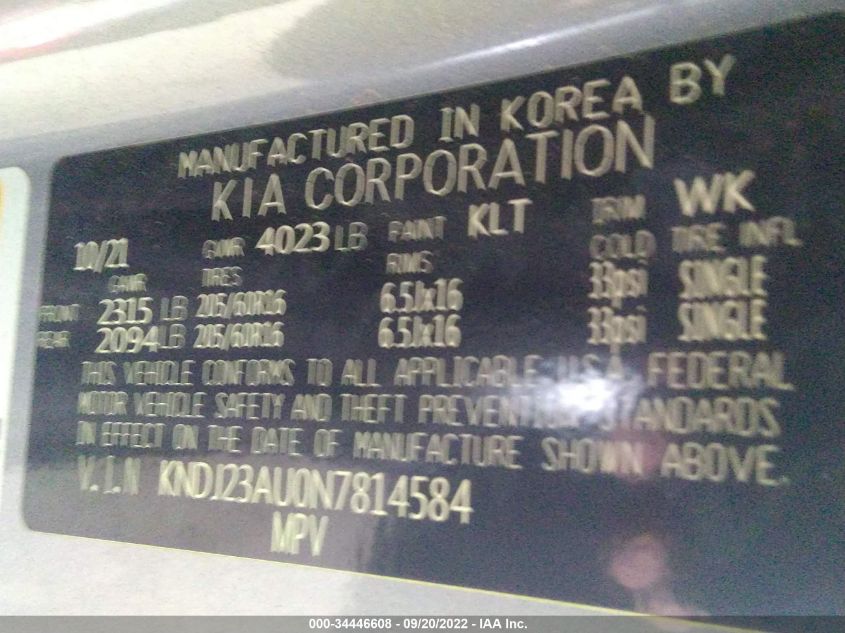 MANUFACTURED IN KOREA BY
KIA CORPORATION
10/21 GVWR 4023 LB PAINT KLT TRIM WK
GAWR TIRES RIMS COLD TIRE INFL
FRONT 2315 LB 205/60R16 6.5Jx16 33psi SINGLE
REAR 2094 LB 205/60R16 6.5Jx16 33psi SINGLE
THIS VEHICLE CONFORMS TO ALL APPLICABLE U.S.A. FEDERAL
MOTOR VEHICLE SAFETY AND THEFT PREVENTION STANDARDS
IN EFFECT ON THE DATE OF MANUFACTURE SHOWN ABOVE.
V.I.N KNDJ23AU0N7814584
MPV
000-34446608 - 09/20/2022 - IAA Inc.